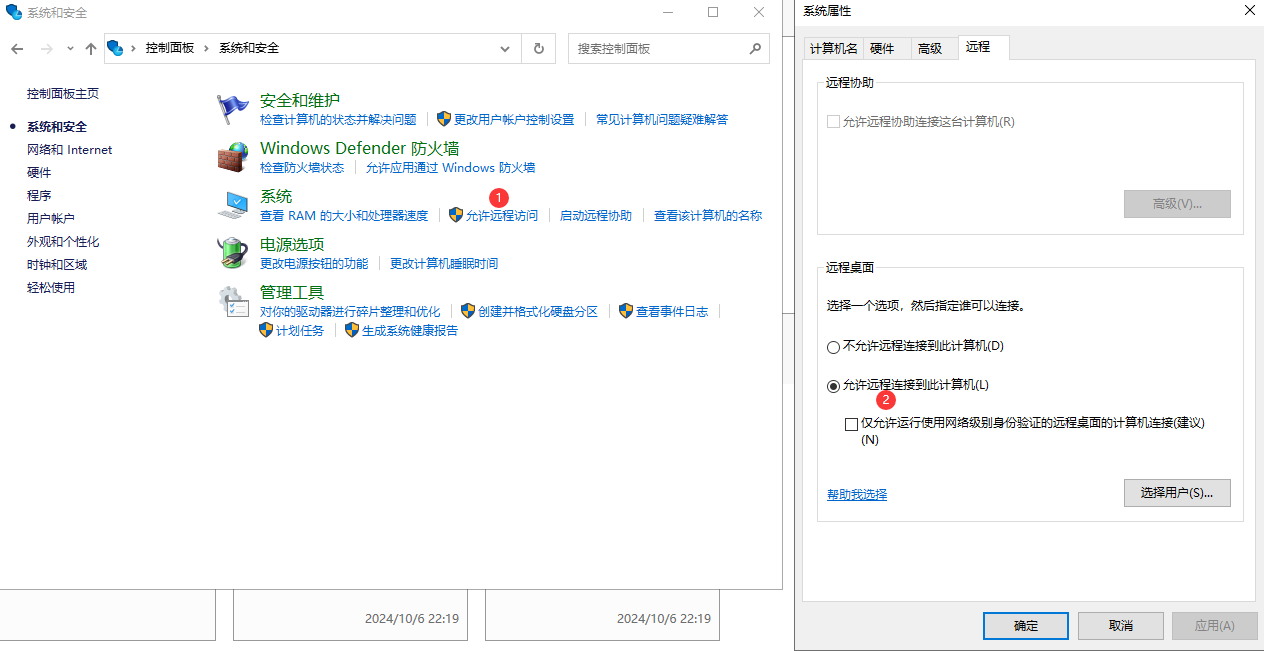 系统和安全
控制面板 系统和安全
搜索控制面板
控制面板主页
系统和安全
网络和 Internet
硬件
程序
用户帐户
外观和个性化
时钟和区域
轻松使用
安全和维护
检查计算机的状态并解决问题 更改用户帐户控制设置 常见计算机问题疑难解答
Windows Defender 防火墙
检查防火墙状态 允许应用通过 Windows 防火墙
系统
1
查看 RAM 的大小和处理器速度 允许远程访问 启动远程协助 查看该计算机的名称
电源选项
更改电源按钮的功能 更改计算机睡眠时间
管理工具
对你的驱动器进行碎片整理和优化 创建并格式化硬盘分区 查看事件日志
计划任务 生成系统健康报告
2024/10/6 22:19 2024/10/6 22:19
系统属性
计算机名 硬件 高级 远程
远程协助
允许远程协助连接这台计算机(R)
高级(V)...
远程桌面
选择一个选项，然后指定谁可以连接。
不允许远程连接到此计算机(D)
允许远程连接到此计算机(L)
2
仅允许运行使用网络级别身份验证的远程桌面的计算机连接(建议)
(N)
帮助我选择 选择用户(S)...
确定 取消 应用(A)